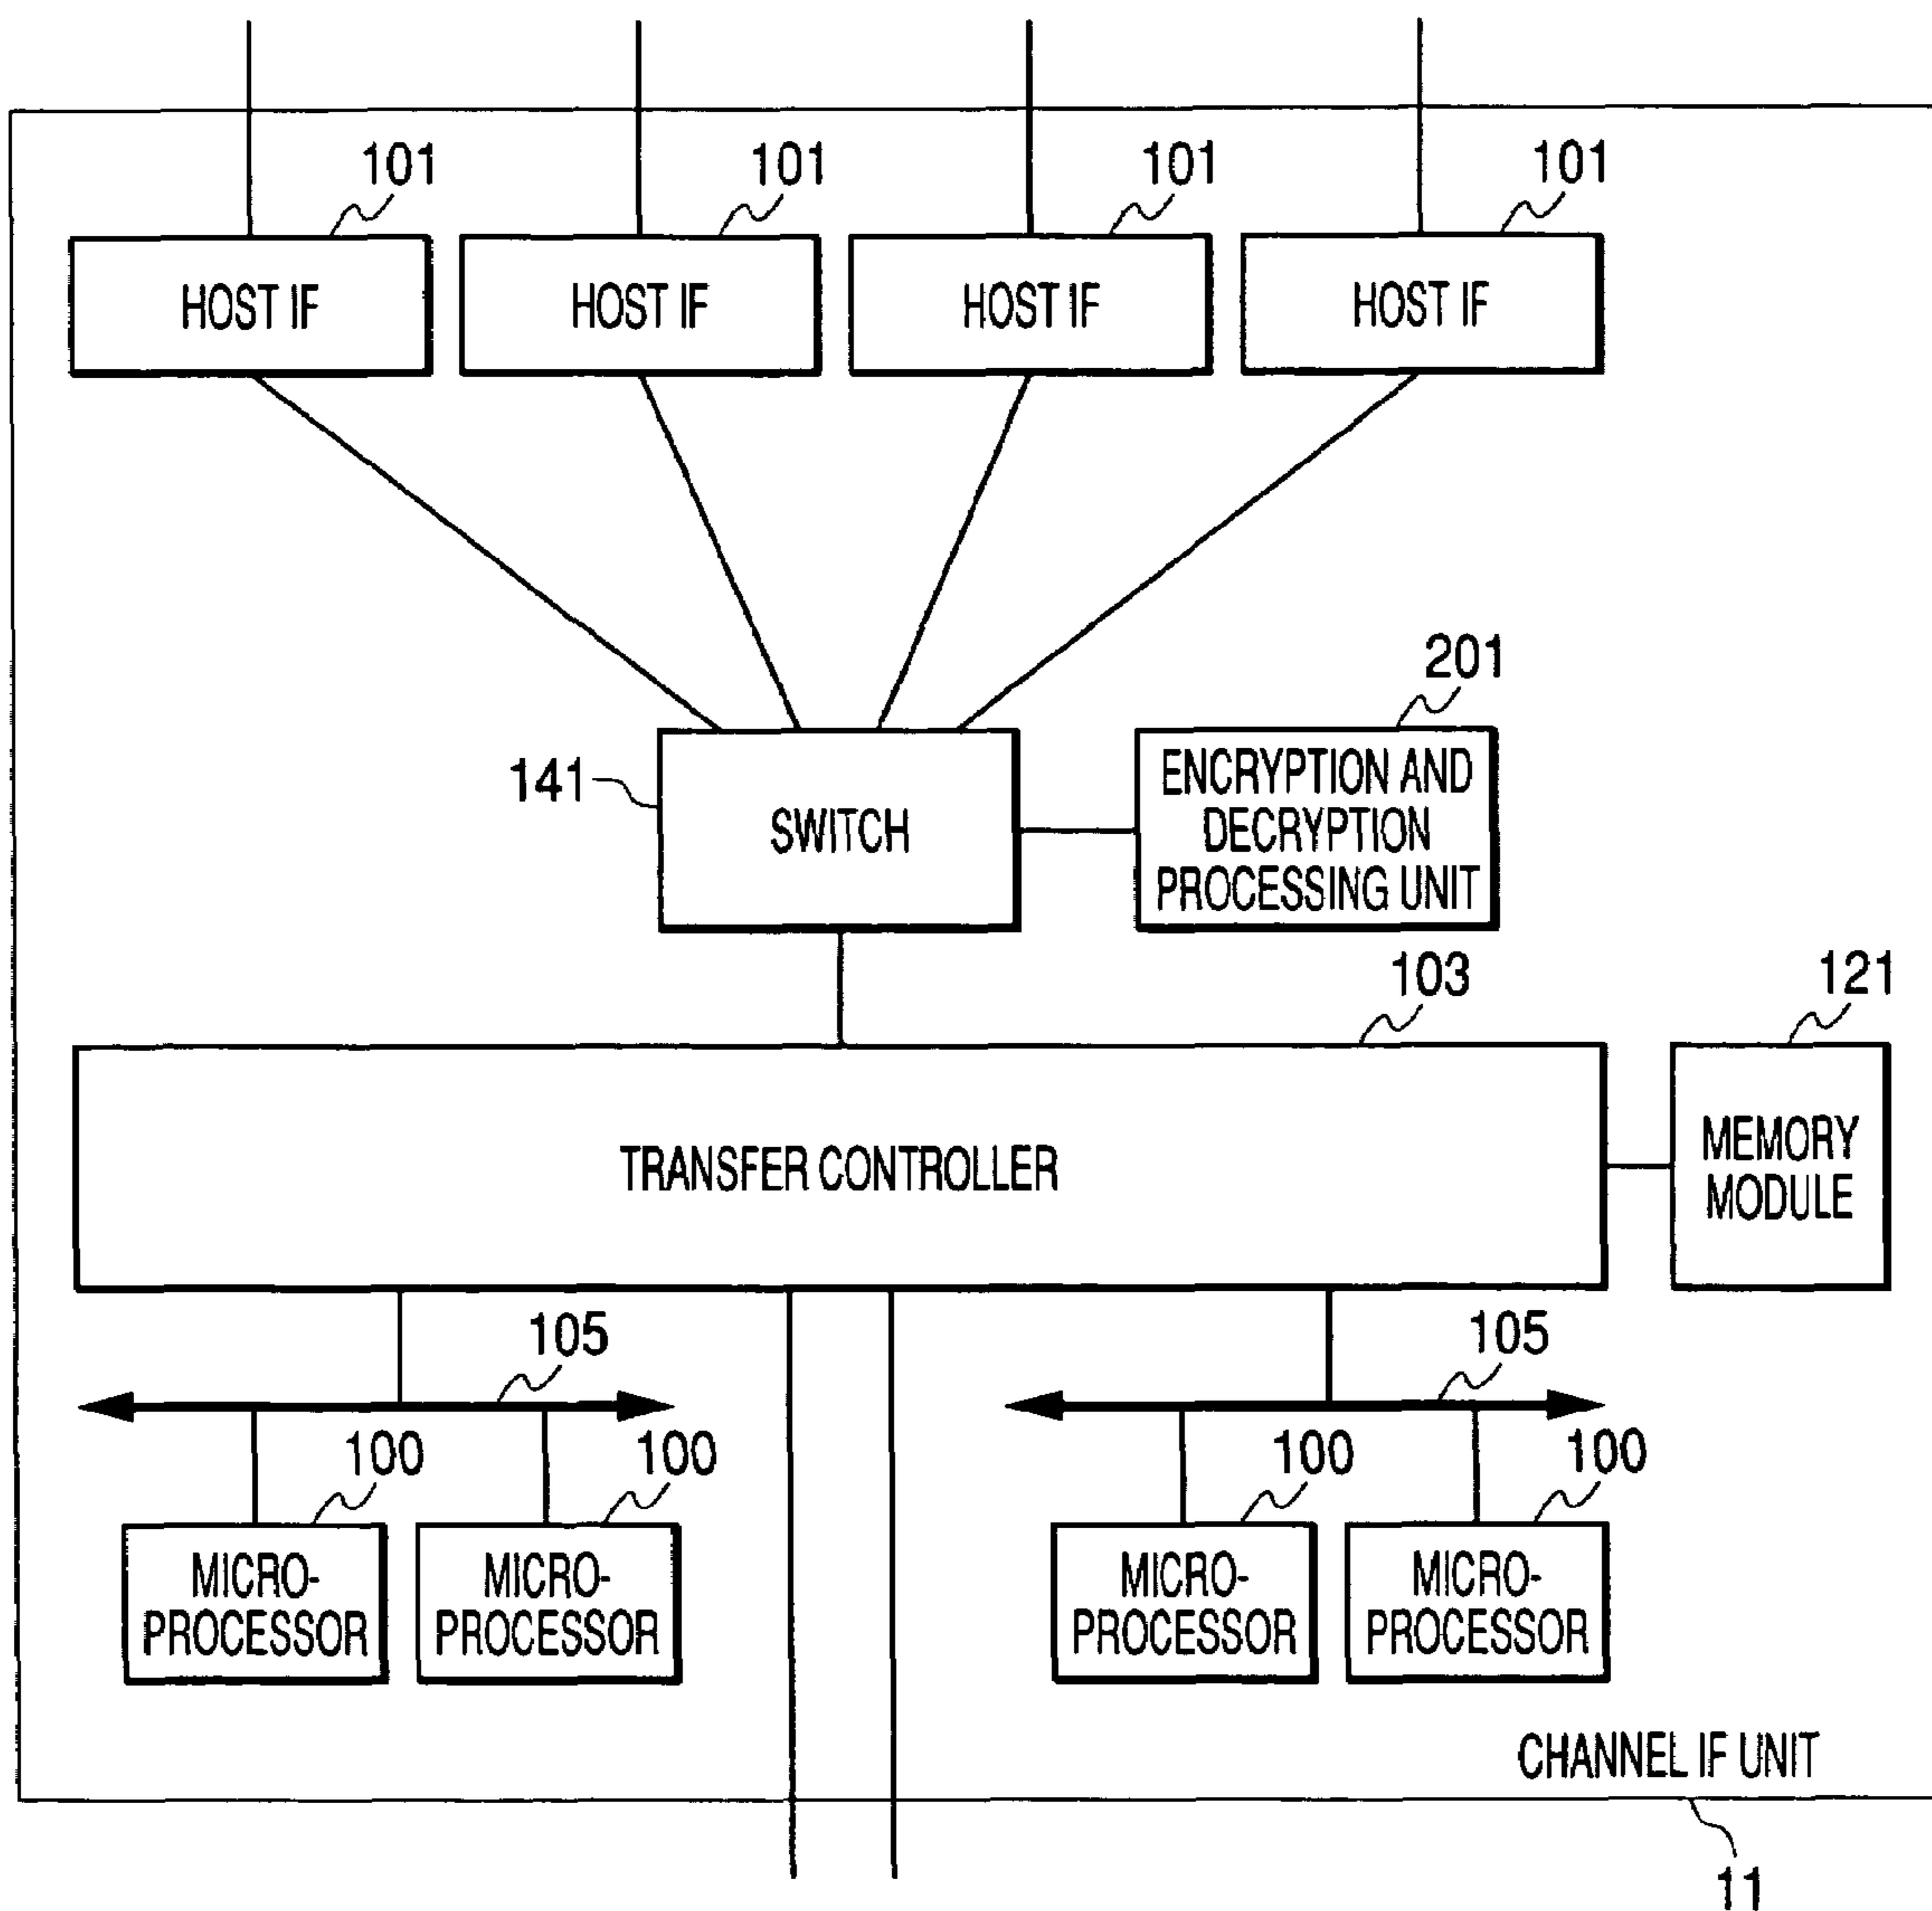 101
101
101
101
HOST IF
HOST IF
HOST IF
HOST IF
201
141
SWITCH
ENCRYPTION AND
DECRYPTION
PROCESSING UNIT
103
121
TRANSFER CONTROLLER
MEMORY
MODULE
105
105
100
100
100
100
MICRO-
PROCESSOR
MICRO-
PROCESSOR
MICRO-
PROCESSOR
MICRO-
PROCESSOR
CHANNEL IF UNIT
11